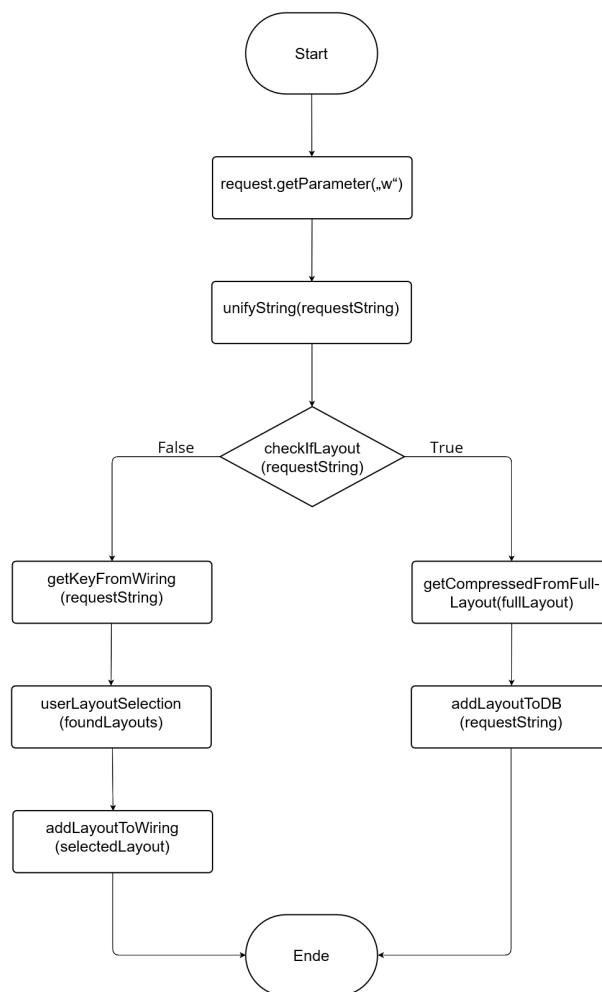 Start
request.getParameter(„w“)
unifyString(requestString)
checkIfLayout
(requestString)
False
True
getKeyFromWiring
(requestString)
getCompressedFromFull-
Layout(fullLayout)
userLayoutSelection
(foundLayouts)
addLayoutToDB
(requestString)
addLayoutToWiring
(selectedLayout)
Ende